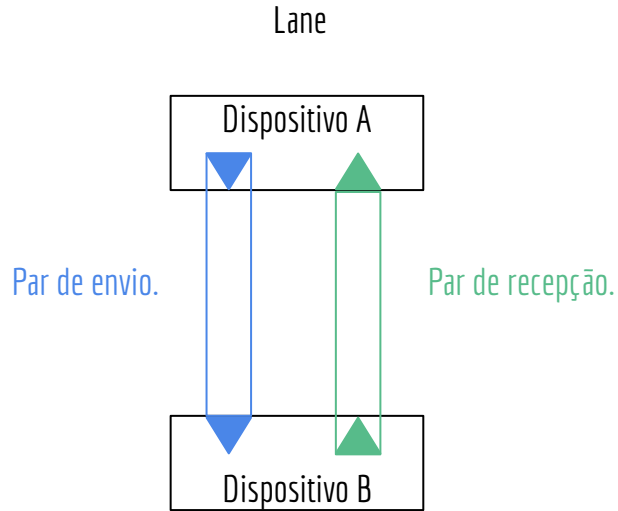 Lane
Dispositivo A
Par de envio.
Par de recepção.
Dispositivo B